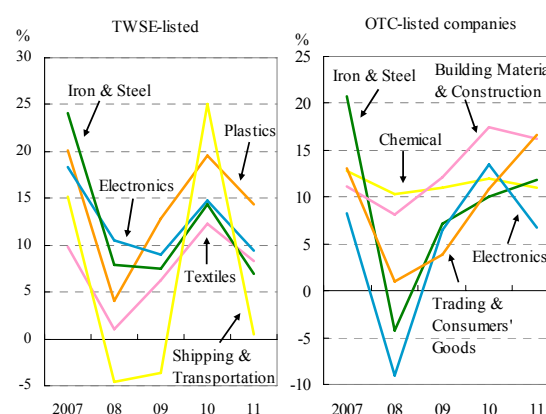 TWSE-listed
%
30
25
20
15
10
5
0
-5
2007 08 09 10 11
Iron & Steel
Plastics
Electronics
Textiles
Shipping &
Transportation
OTC-listed companies
%
25
20
15
10
5
0
-5
-10
2007 08 09 10 11
Iron & Steel
Building Materia
& Construction
Chemical
Electronics
Trading &
Consumers'
Goods